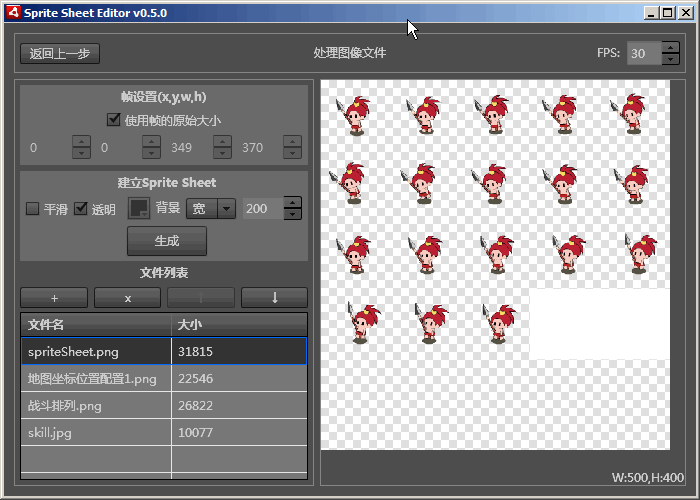 Sprite Sheet Editor v0.5.0
返回上一步 处理图像文件 FPS: 30
帧设置(x,y,w,h)
使用帧的原始大小
0 0 349 370
建立Sprite Sheet
平滑 透明 背景 宽 200
生成
文件列表
+ x ↓ ↓
文件名 大小
spriteSheet.png 31815
地图坐标位置配置1.png 22546
战斗排列.png 26822
skill.jpg 10077
W:500,H:400